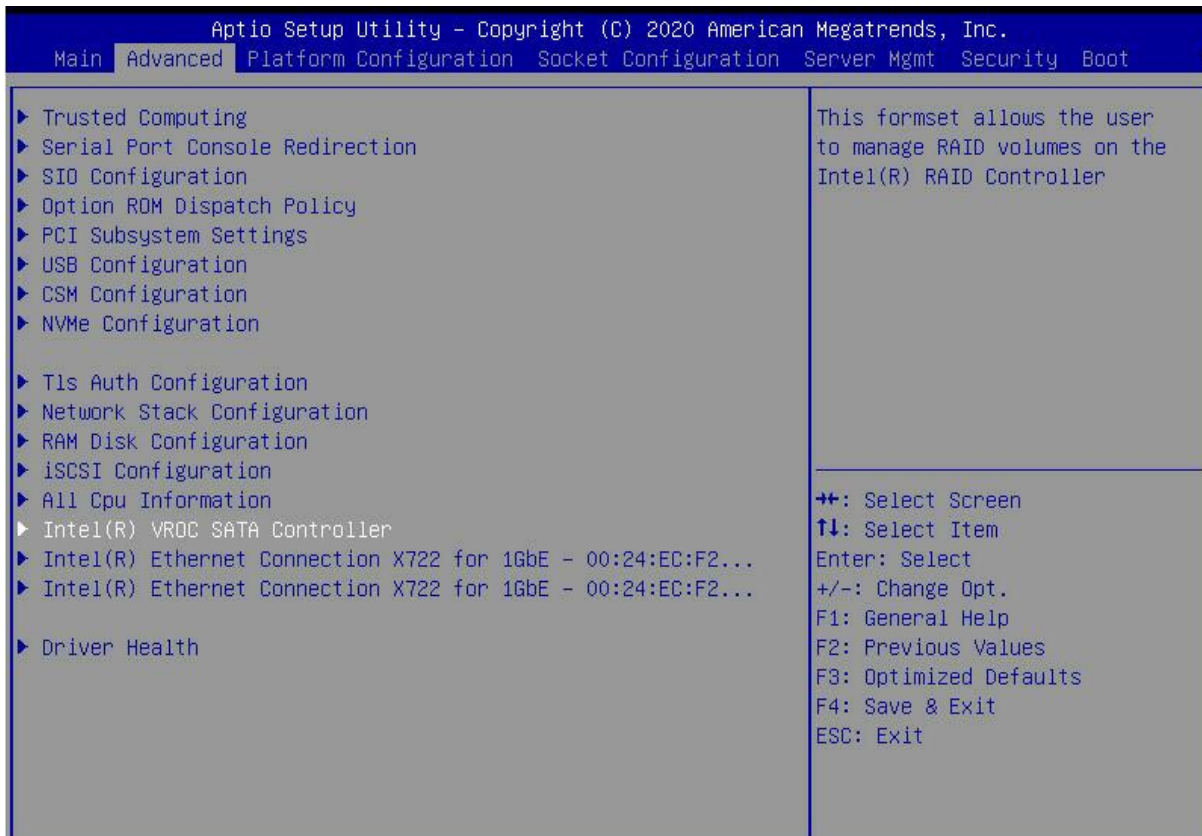 Aptio Setup Utility – Copyright (C) 2020 American Megatrends, Inc.
Main Advanced Platform Configuration Socket Configuration Server Mgmt Security Boot
Trusted Computing
Serial Port Console Redirection
SIO Configuration
Option ROM Dispatch Policy
PCI Subsystem Settings
USB Configuration
CSM Configuration
NVMe Configuration
Tls Auth Configuration
Network Stack Configuration
RAM Disk Configuration
iSCSI Configuration
All Cpu Information
Intel(R) VROC SATA Controller
Intel(R) Ethernet Connection X722 for 1GbE – 00:24:EC:F2...
Intel(R) Ethernet Connection X722 for 1GbE – 00:24:EC:F2...
Driver Health
This formset allows the user
to manage RAID volumes on the
Intel(R) RAID Controller
→←: Select Screen
↑↓: Select Item
Enter: Select
+/-: Change Opt.
F1: General Help
F2: Previous Values
F3: Optimized Defaults
F4: Save & Exit
ESC: Exit